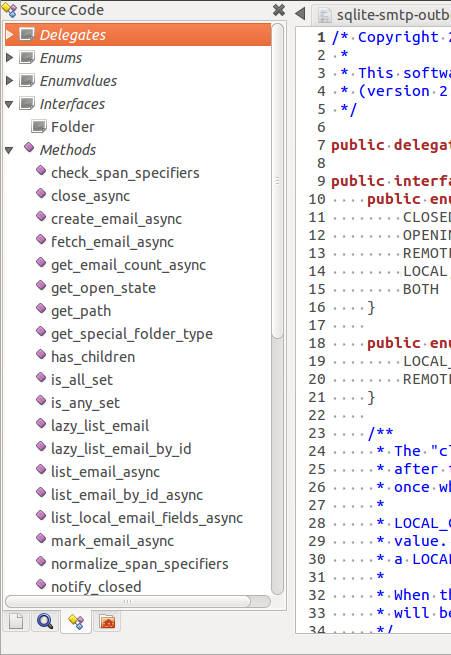 Source Code
Delegates
Enums
Enumvalues
Interfaces
Folder
Methods
check_span_specifiers
close_async
create_email_async
fetch_email_async
get_email_count_async
get_open_state
get_path
get_special_folder_type
has_children
is_all_set
is_any_set
lazy_list_email
lazy_list_email_by_id
list_email_async
list_email_by_id_async
list_local_email_fields_async
mark_email_async
normalize_span_specifiers
notify_closed
sqlite-smtp-outb
1 /* Copyright 2
2 *
3 * This softwa
4 * (version 2
5 */
6
7 public delegat
8
9 public interfa
10 public enu
11 CLOSED
12 OPENIN
13 REMOTE
14 LOCAL_
15 BOTH
16 }
17
18 public enu
19 LOCAL_
20 REMOTE
21 }
22
23 /**
24 * The "cl
25 * after t
26 * once wh
27 *
28 * LOCAL_C
29 * value.
30 * a LOCAL
31 *
32 * When th
33 * will be
34 */